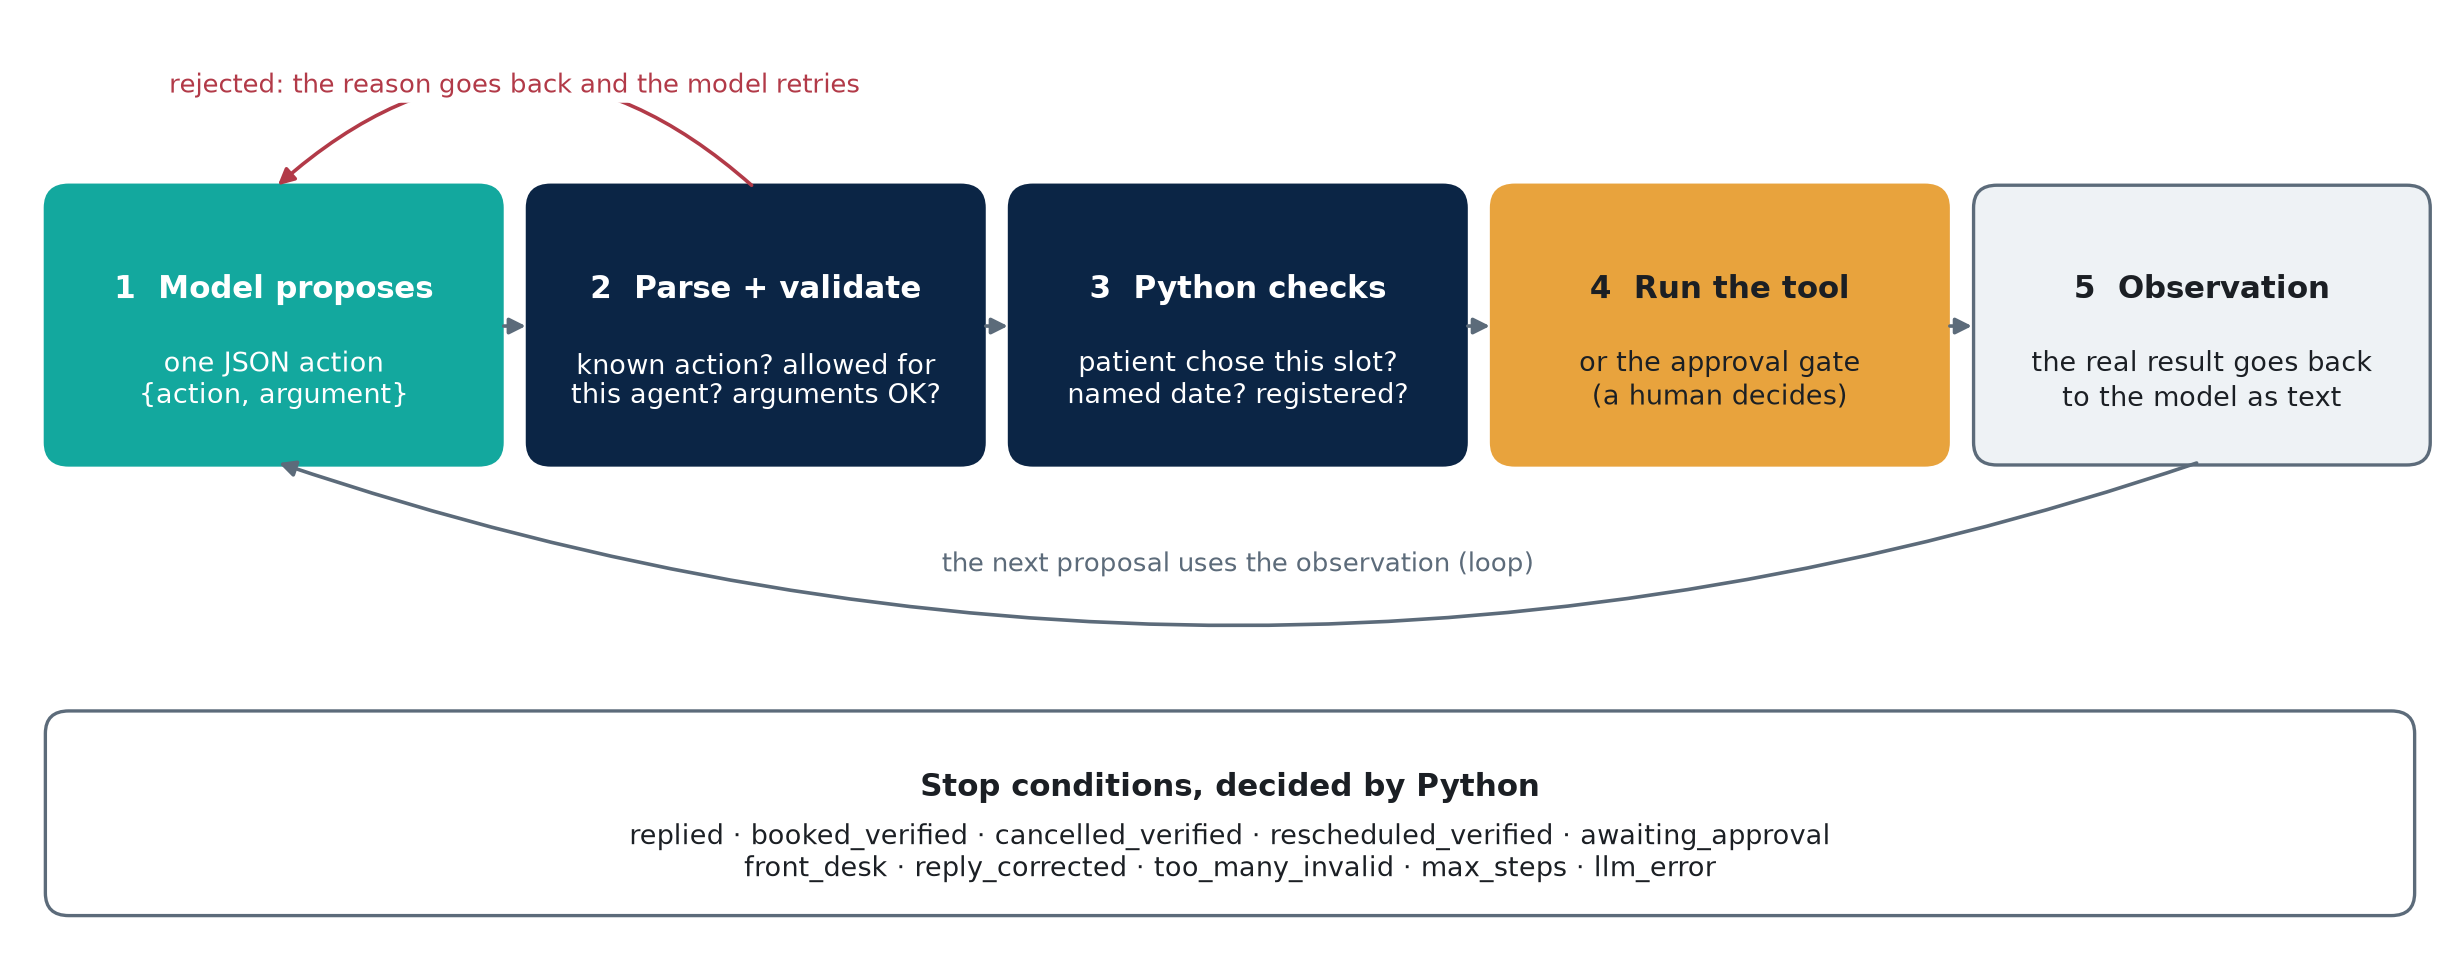 rejected: the reason goes back and the model retries
1 Model proposes
one JSON action
{action, argument}
2 Parse + validate
known action? allowed for
this agent? arguments OK?
3 Python checks
patient chose this slot?
named date? registered?
4 Run the tool
or the approval gate
(a human decides)
5 Observation
the real result goes back
to the model as text
the next proposal uses the observation (loop)
Stop conditions, decided by Python
replied · booked_verified · cancelled_verified · rescheduled_verified · awaiting_approval
front_desk · reply_corrected · too_many_invalid · max_steps · llm_error